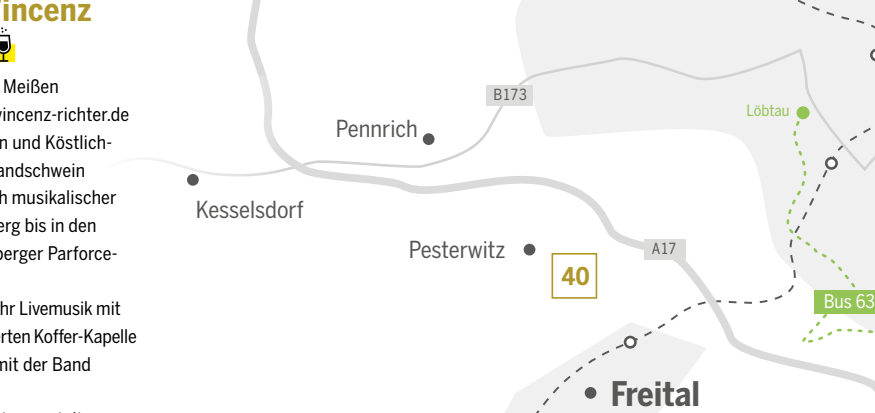 incenz
Meißen
vincenz-richter.de
n und Köstlich-
andschwein
h musikalischer
erg bis in den
berger Parforce-
hr Livemusik mit
rten Koffer-Kapelle
mit der Band
B173
Löbtau
Pennrich
Kesselsdorf
Pesterwitz
A17
40
Bus 63
Freital